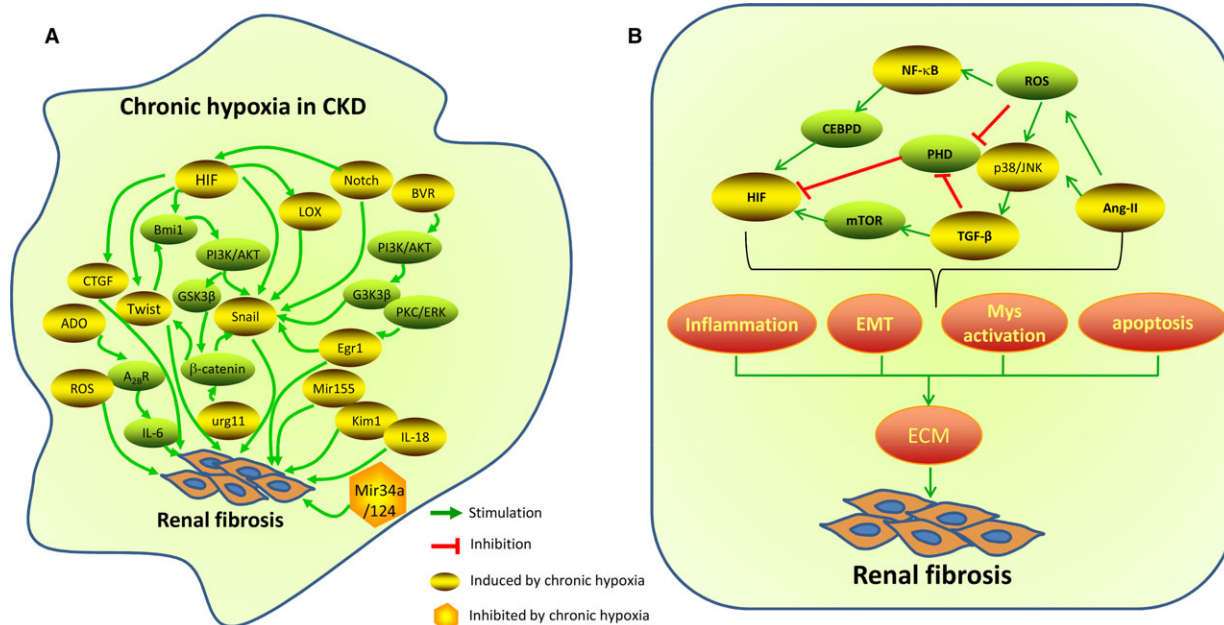 A
Chronic hypoxia in CKD
HIF
Notch
BVR
LOX
Bmi1
PI3K/AKT
PI3K/AKT
CTGF
GSK3β
G3K3β
Twist
Snail
PKC/ERK
ADO
Egr1
β-catenin
A2BR
ROS
Mir155
urg11
Kim1
IL-6
IL-18
Mir34a
/124
Renal fibrosis
Stimulation
Inhibition
Induced by chronic hypoxia
Inhibited by chronic hypoxia
B
NF-κB
ROS
CEBPD
PHD
p38/JNK
HIF
Ang-II
mTOR
TGF-β
Inflammation
EMT
Mys
activation
apoptosis
ECM
Renal fibrosis